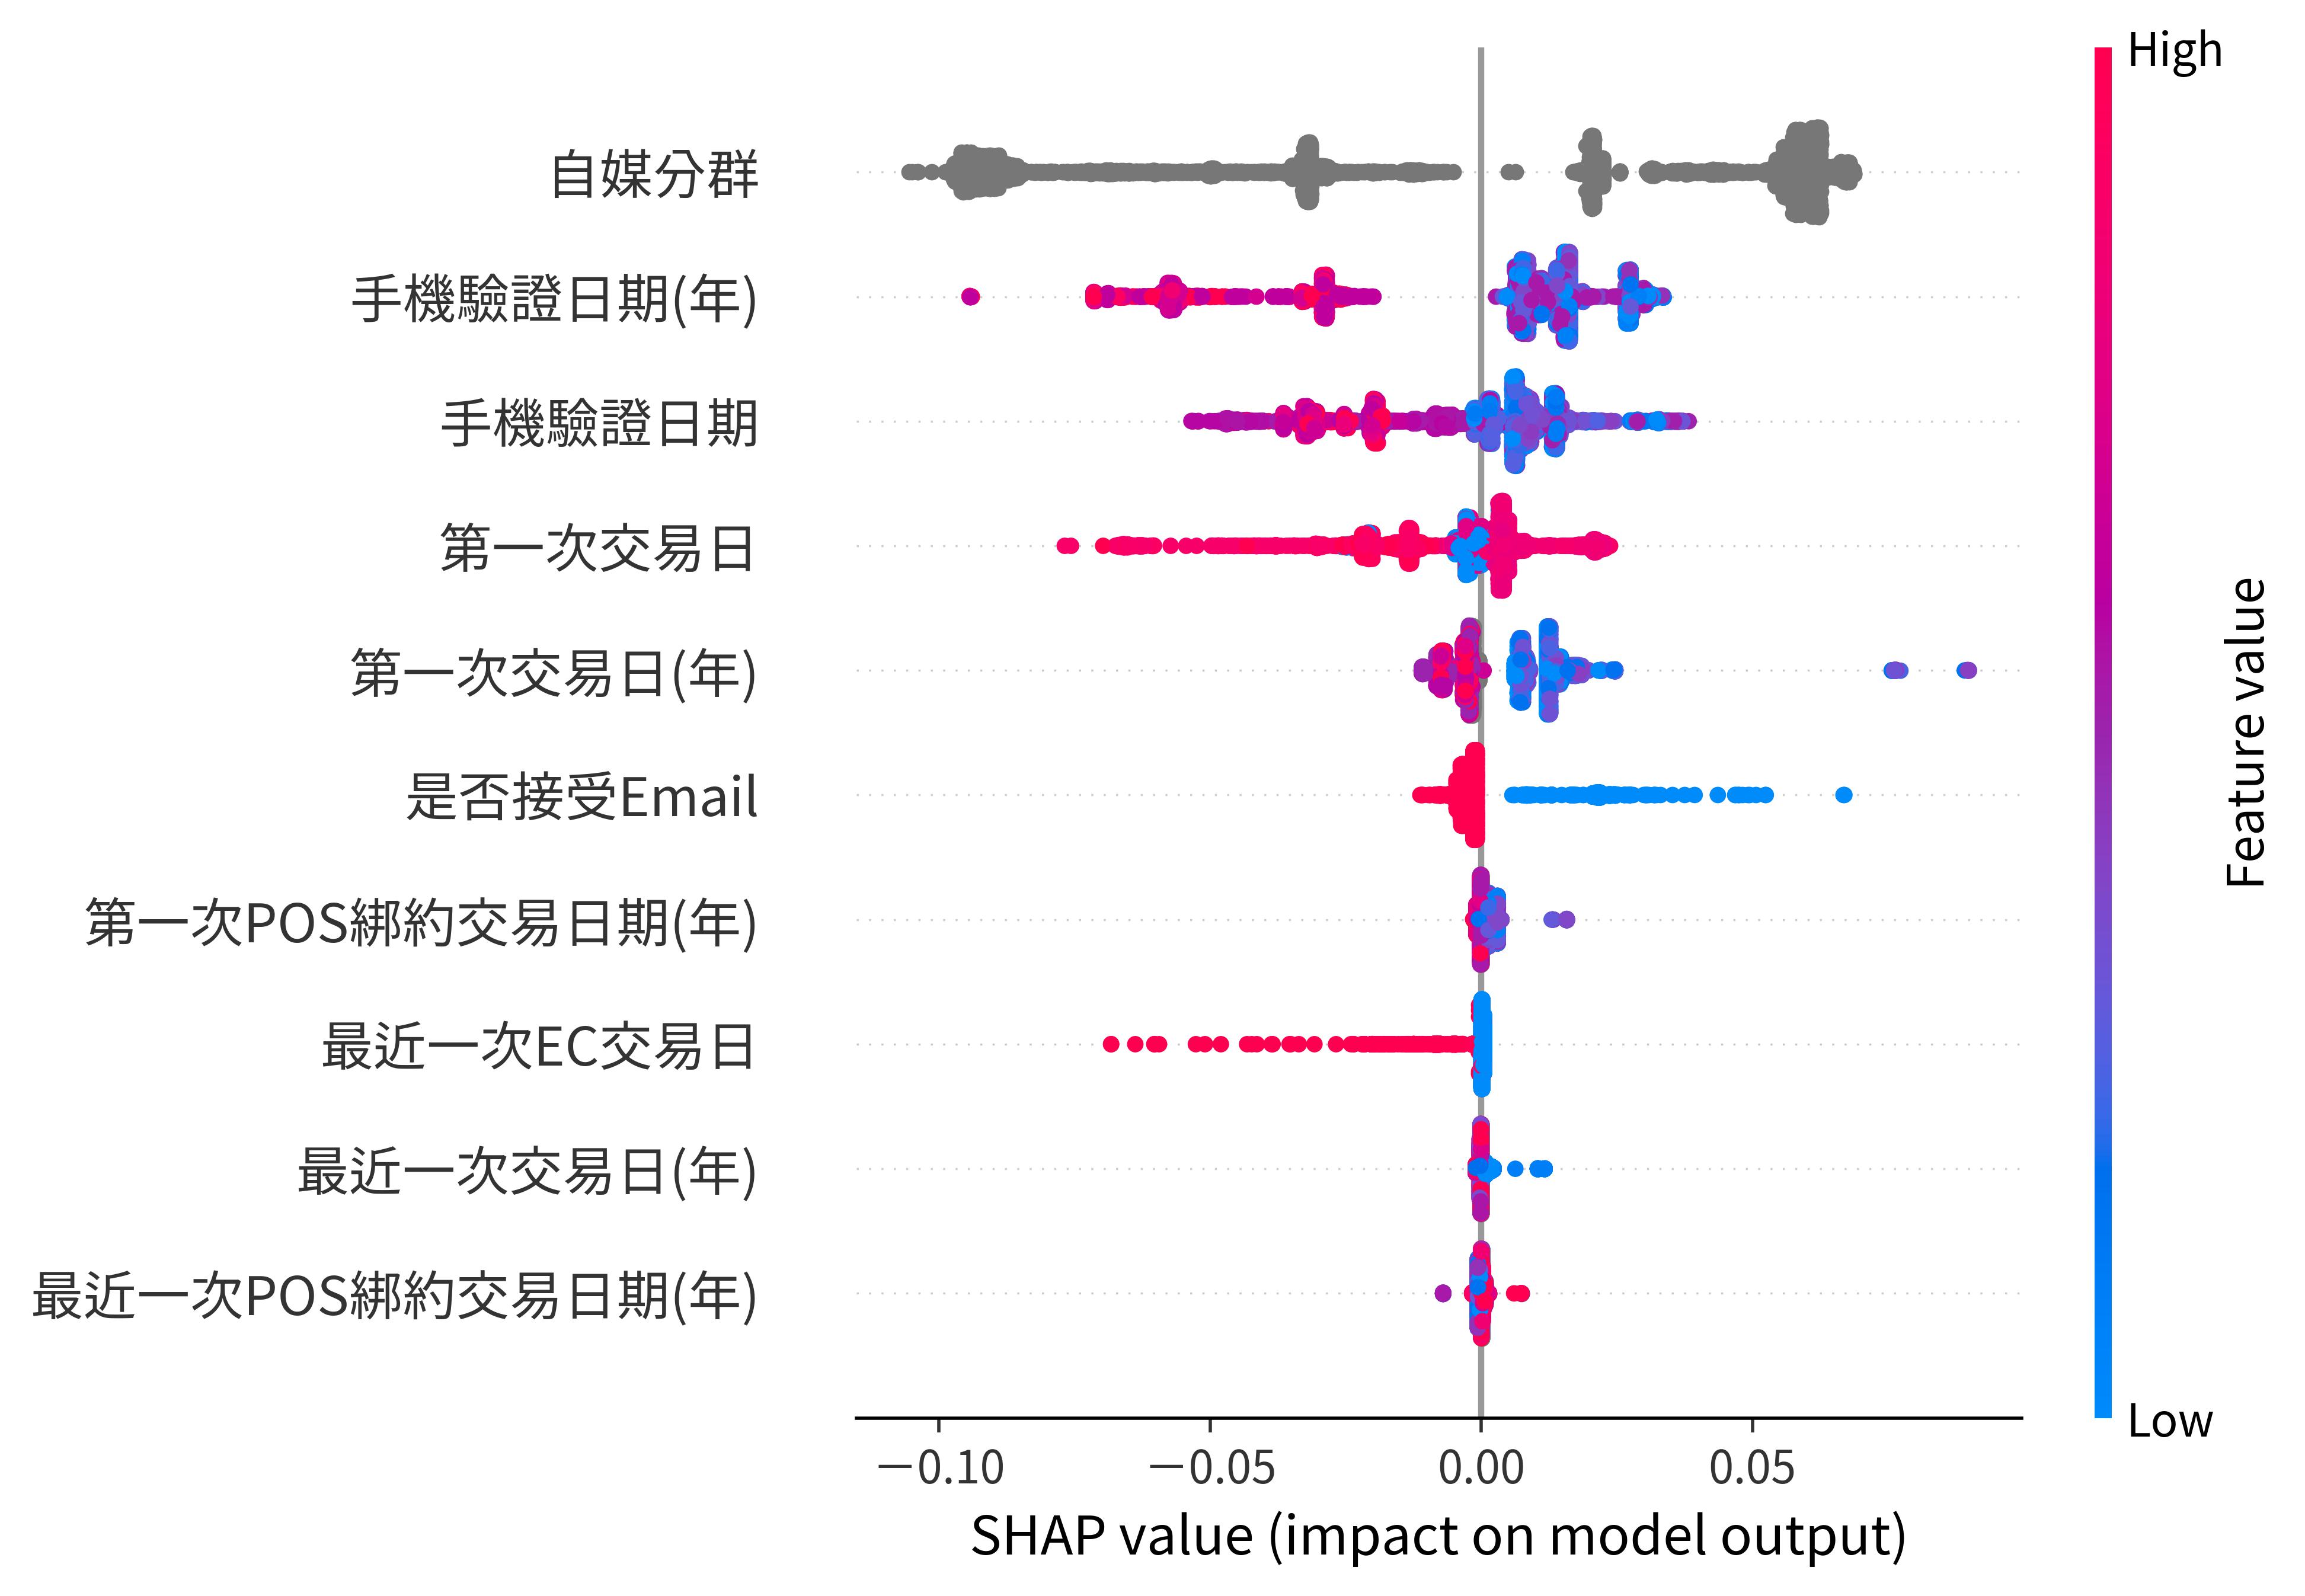 High
自媒分群
手機驗證日期(年)
手機驗證日期
第一次交易日
第一次交易日(年)
是否接受Email
第一次POS綁約交易日期(年)
最近一次EC交易日
最近一次交易日(年)
最近一次POS綁約交易日期(年)
Feature value
Low
−0.10 −0.05 0.00 0.05
SHAP value (impact on model output)